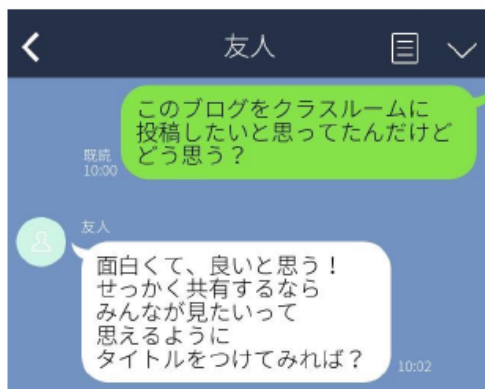 友人
このブログをクラスルームに
投稿したいと思ってたんだけど
どう思う？
既読
10:00
友人
面白くて、良いと思う！
せっかく共有するなら
みんなが見たいって
思えるように
タイトルをつけてみれば？
10:02